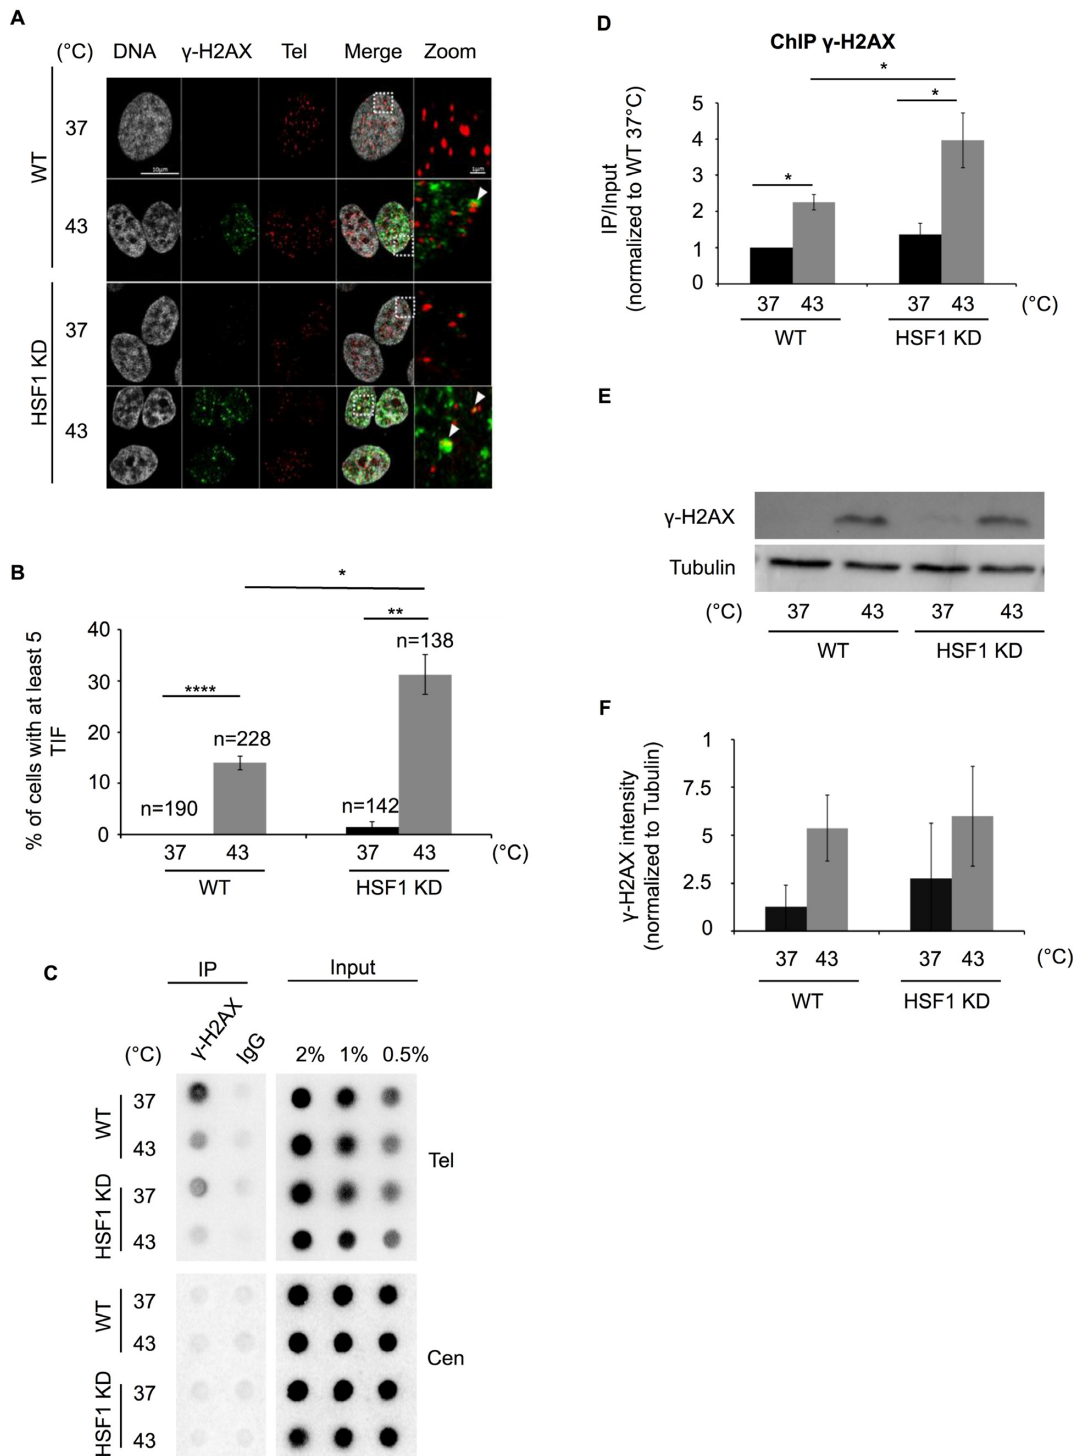 A
(°C) DNA γ-H2AX Tel Merge Zoom
WT
37
10µm
1µm
43
HSF1 KD
37
43
B
% of cells with at least 5
TIF
40
30
20
10
0
*
****
**
n=190
n=228
n=142
n=138
37 43 37 43 (°C)
WT HSF1 KD
C
IP Input
(°C) γ-H2AX IgG 2% 1% 0.5%
WT
37
43
HSF1 KD
37
43
Tel
WT
37
43
HSF1 KD
37
43
Cen
D
ChIP γ-H2AX
IP/Input
(normalized to WT 37°C)
5
4
3
2
1
0
*
*
*
37 43 37 43 (°C)
WT HSF1 KD
E
γ-H2AX
Tubulin
(°C) 37 43 37 43
WT HSF1 KD
F
γ-H2AX intensity
(normalized to Tubulin)
1
7.5
5
2.5
0
37 43 37 43 (°C)
WT HSF1 KD